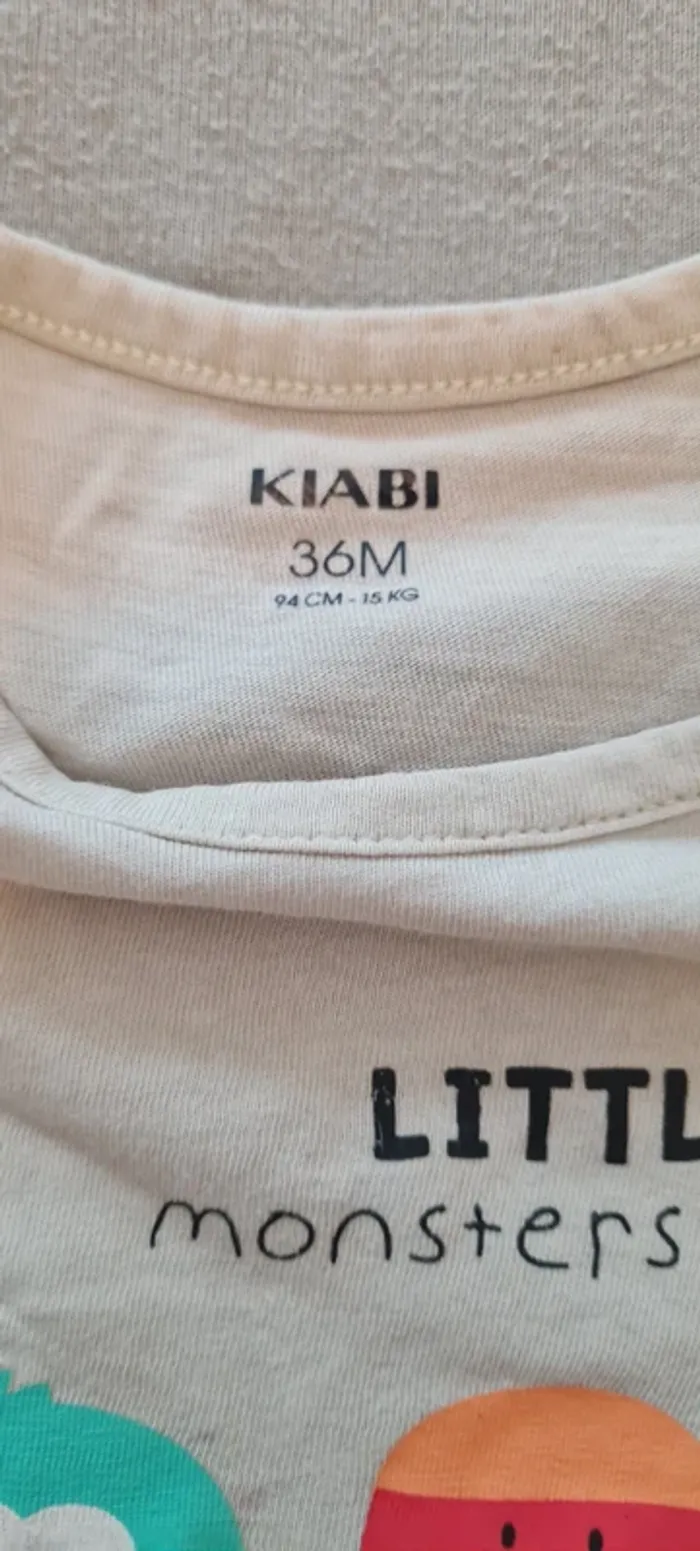 KIABI
36M
94 CM - 15 KG
LITTL
monsters